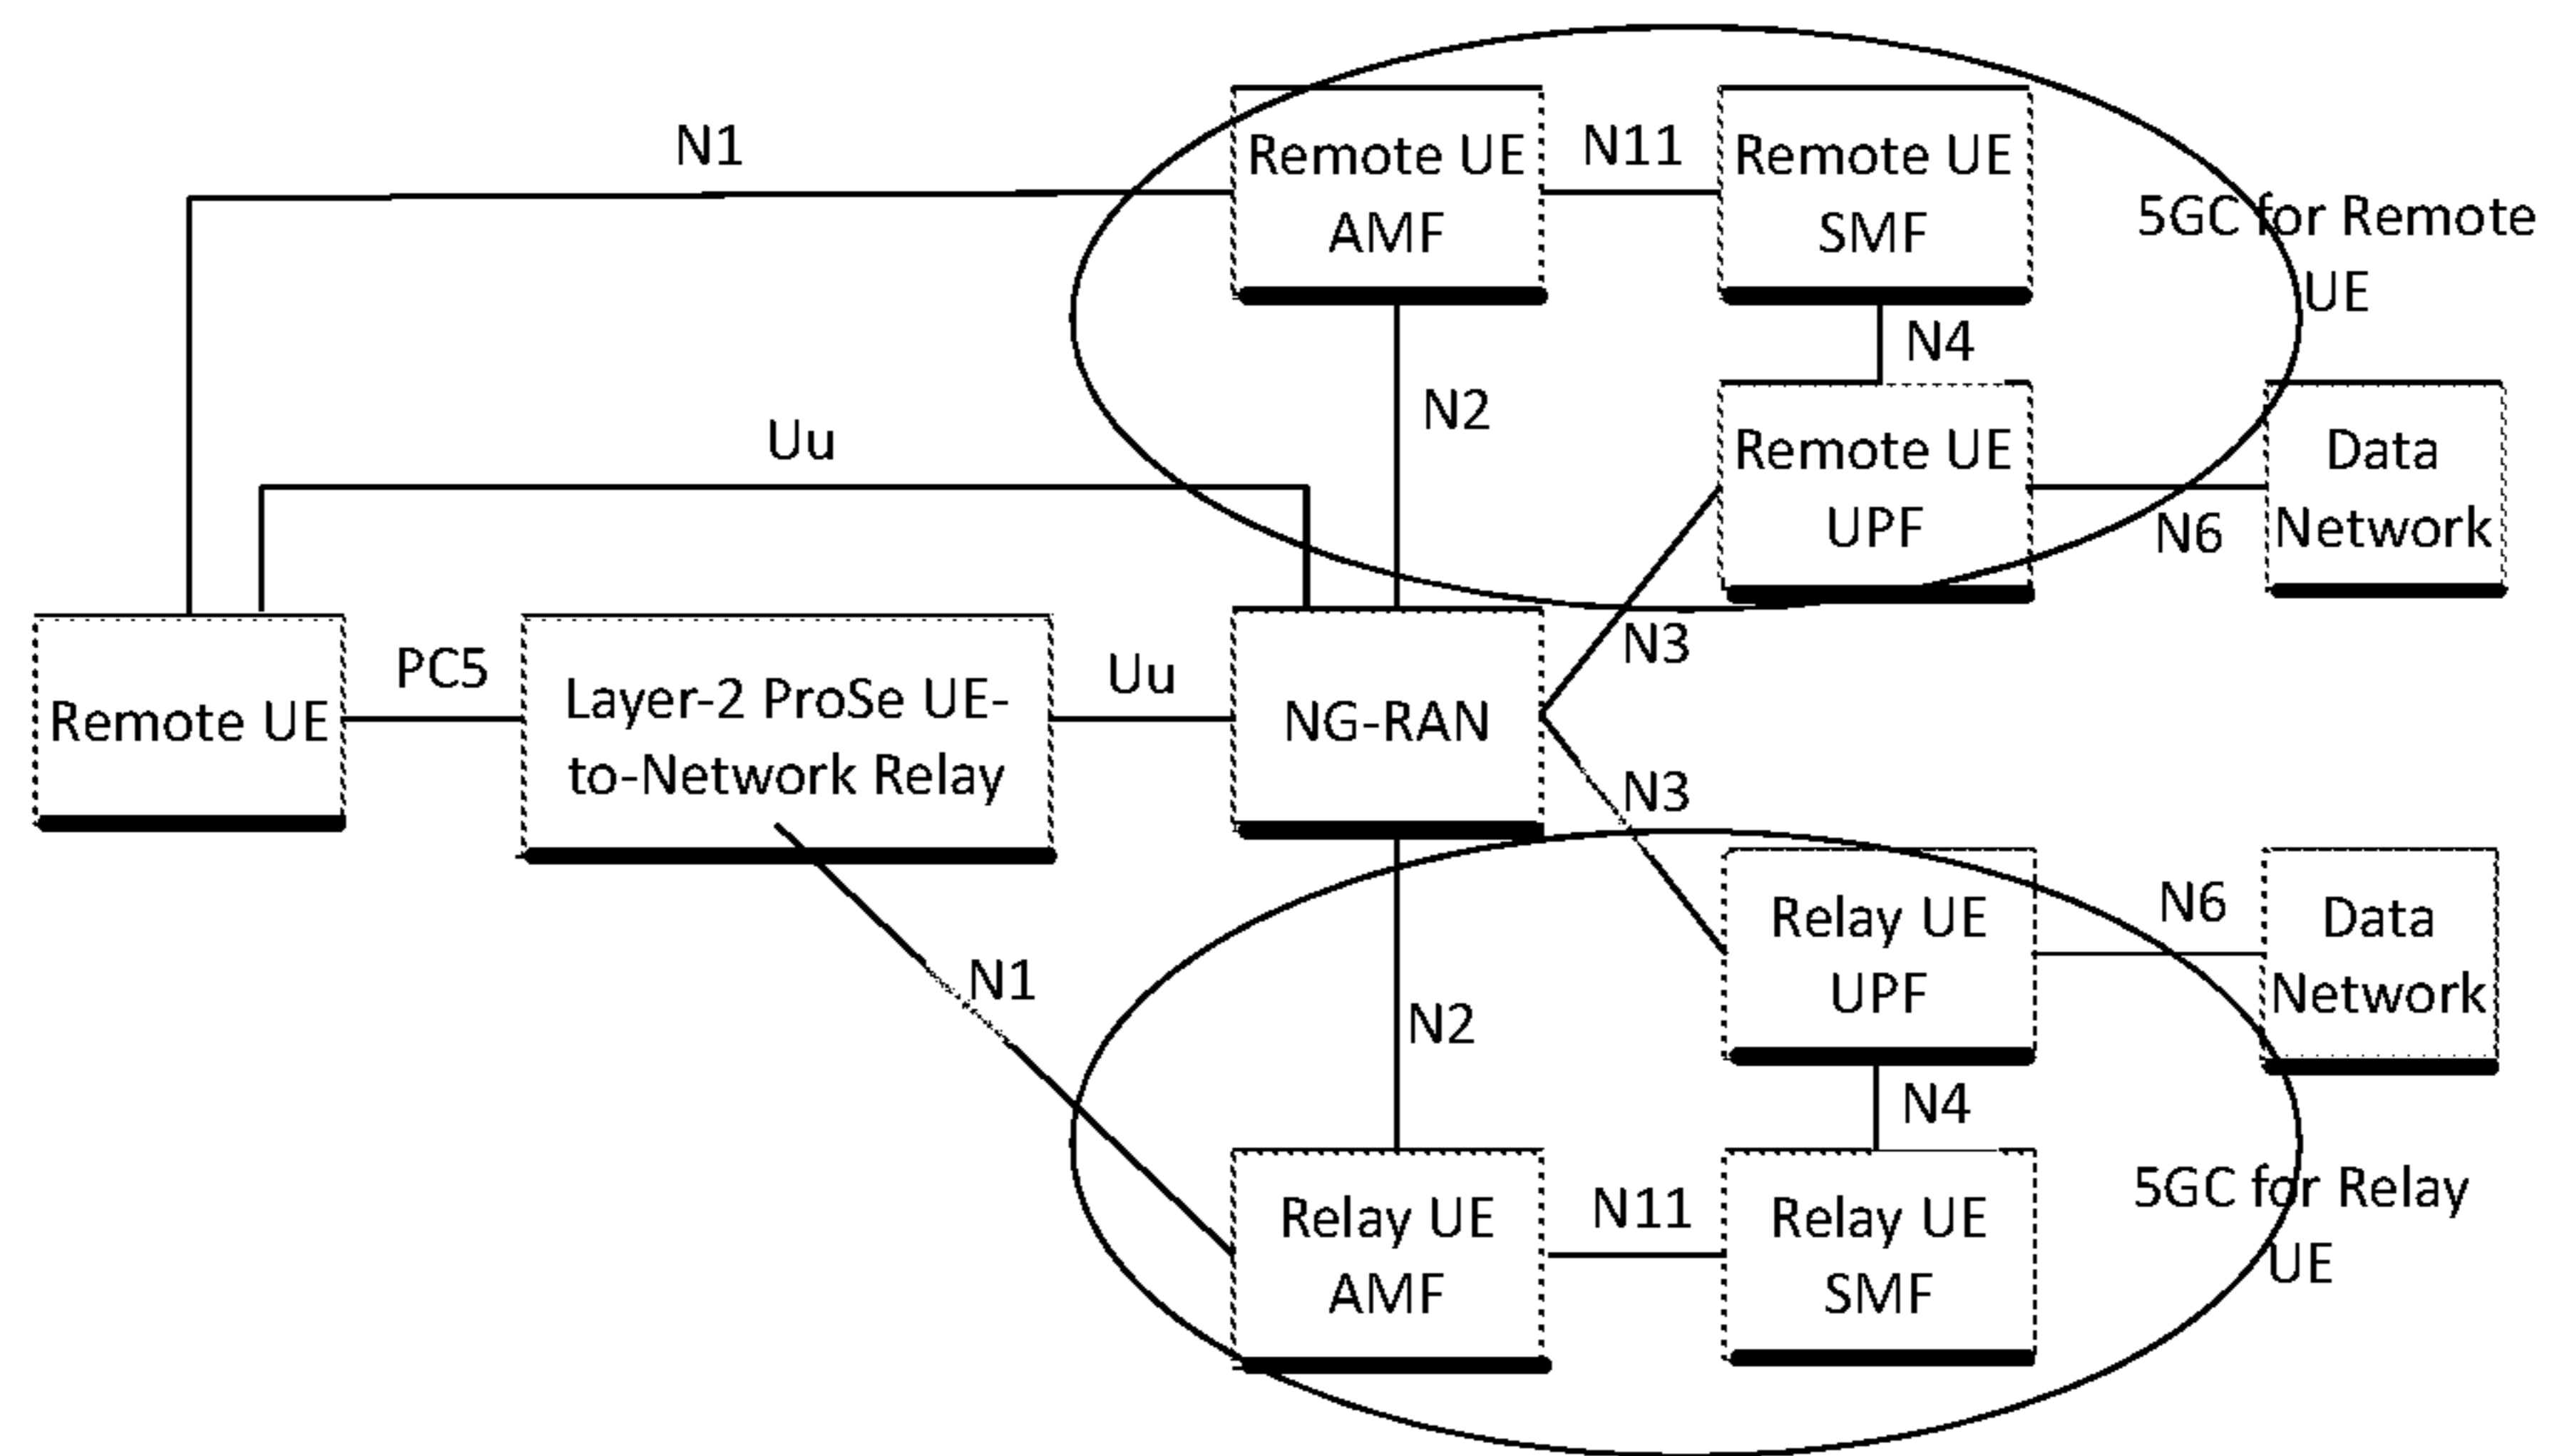 N1
Remote UE
AMF
N11
Remote UE
SMF
5GC for Remote
UE
N4
N2
Uu
Remote UE
UPF
N6
Data
Network
N3
Remote UE
PC5
Layer-2 ProSe UE-
to-Network Relay
Uu
NG-RAN
N3
N1
N2
Relay UE
UPF
N6
Data
Network
N4
Relay UE
AMF
N11
Relay UE
SMF
5GC for Relay
UE